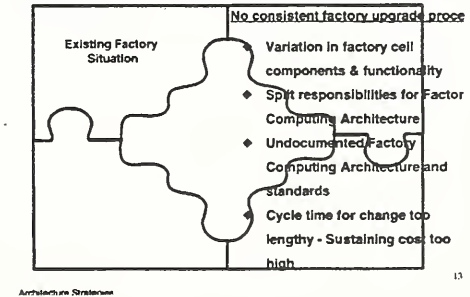 No consistent factory upgrade proce
Existing Factory
Situation
◆ Variation in factory cell
components & functionality
◆ Split responsibilities for Factor
Computing Architecture
◆ Undocumented Factory
Computing Architecture and
standards
◆ Cycle time for change too
lengthy - Sustaining cost too
high
13
Architecture Strategies